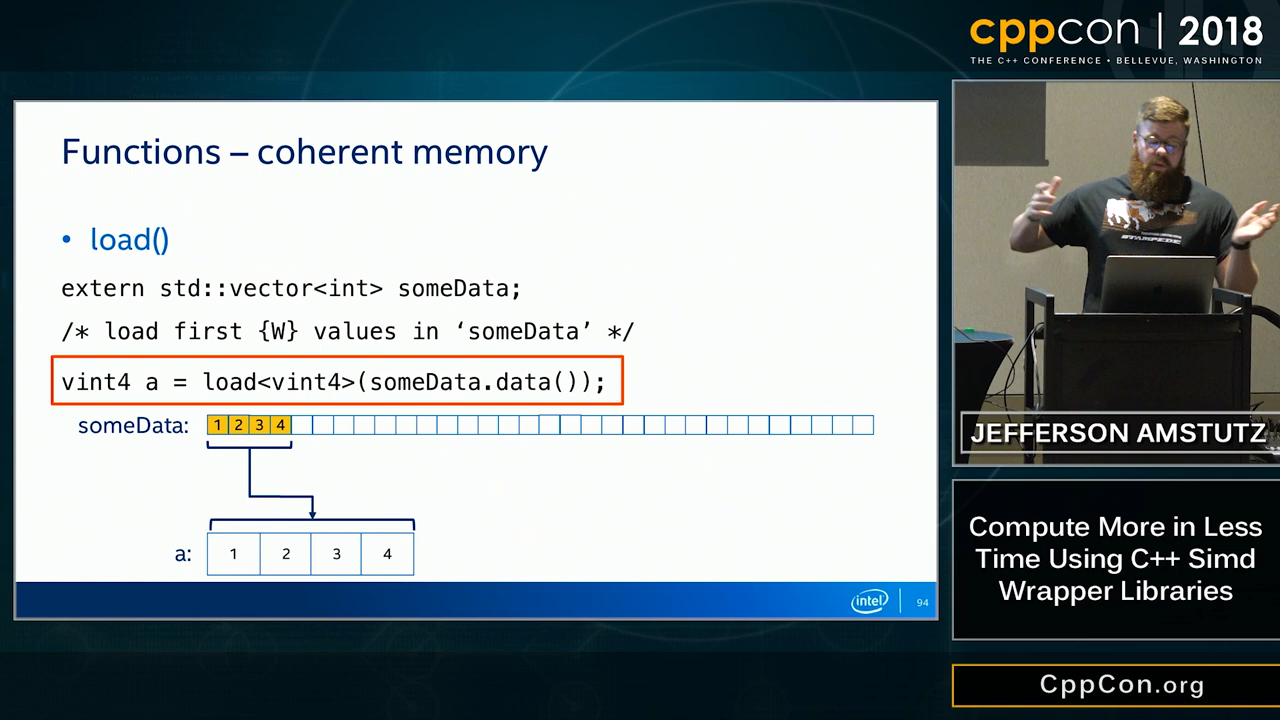 cppcon | 2018
THE C++ CONFERENCE • BELLEVUE, WASHINGTON
Functions – coherent memory
• load()
extern std::vector<int> someData;
/* load first {W} values in ‘someData’ */
vint4 a = load<vint4>(someData.data());
someData: 1 2 3 4
a: 1 2 3 4
intel
94
STAMPEDE
JEFFERSON AMSTUTZ
Compute More in Less
Time Using C++ Simd
Wrapper Libraries
CppCon.org